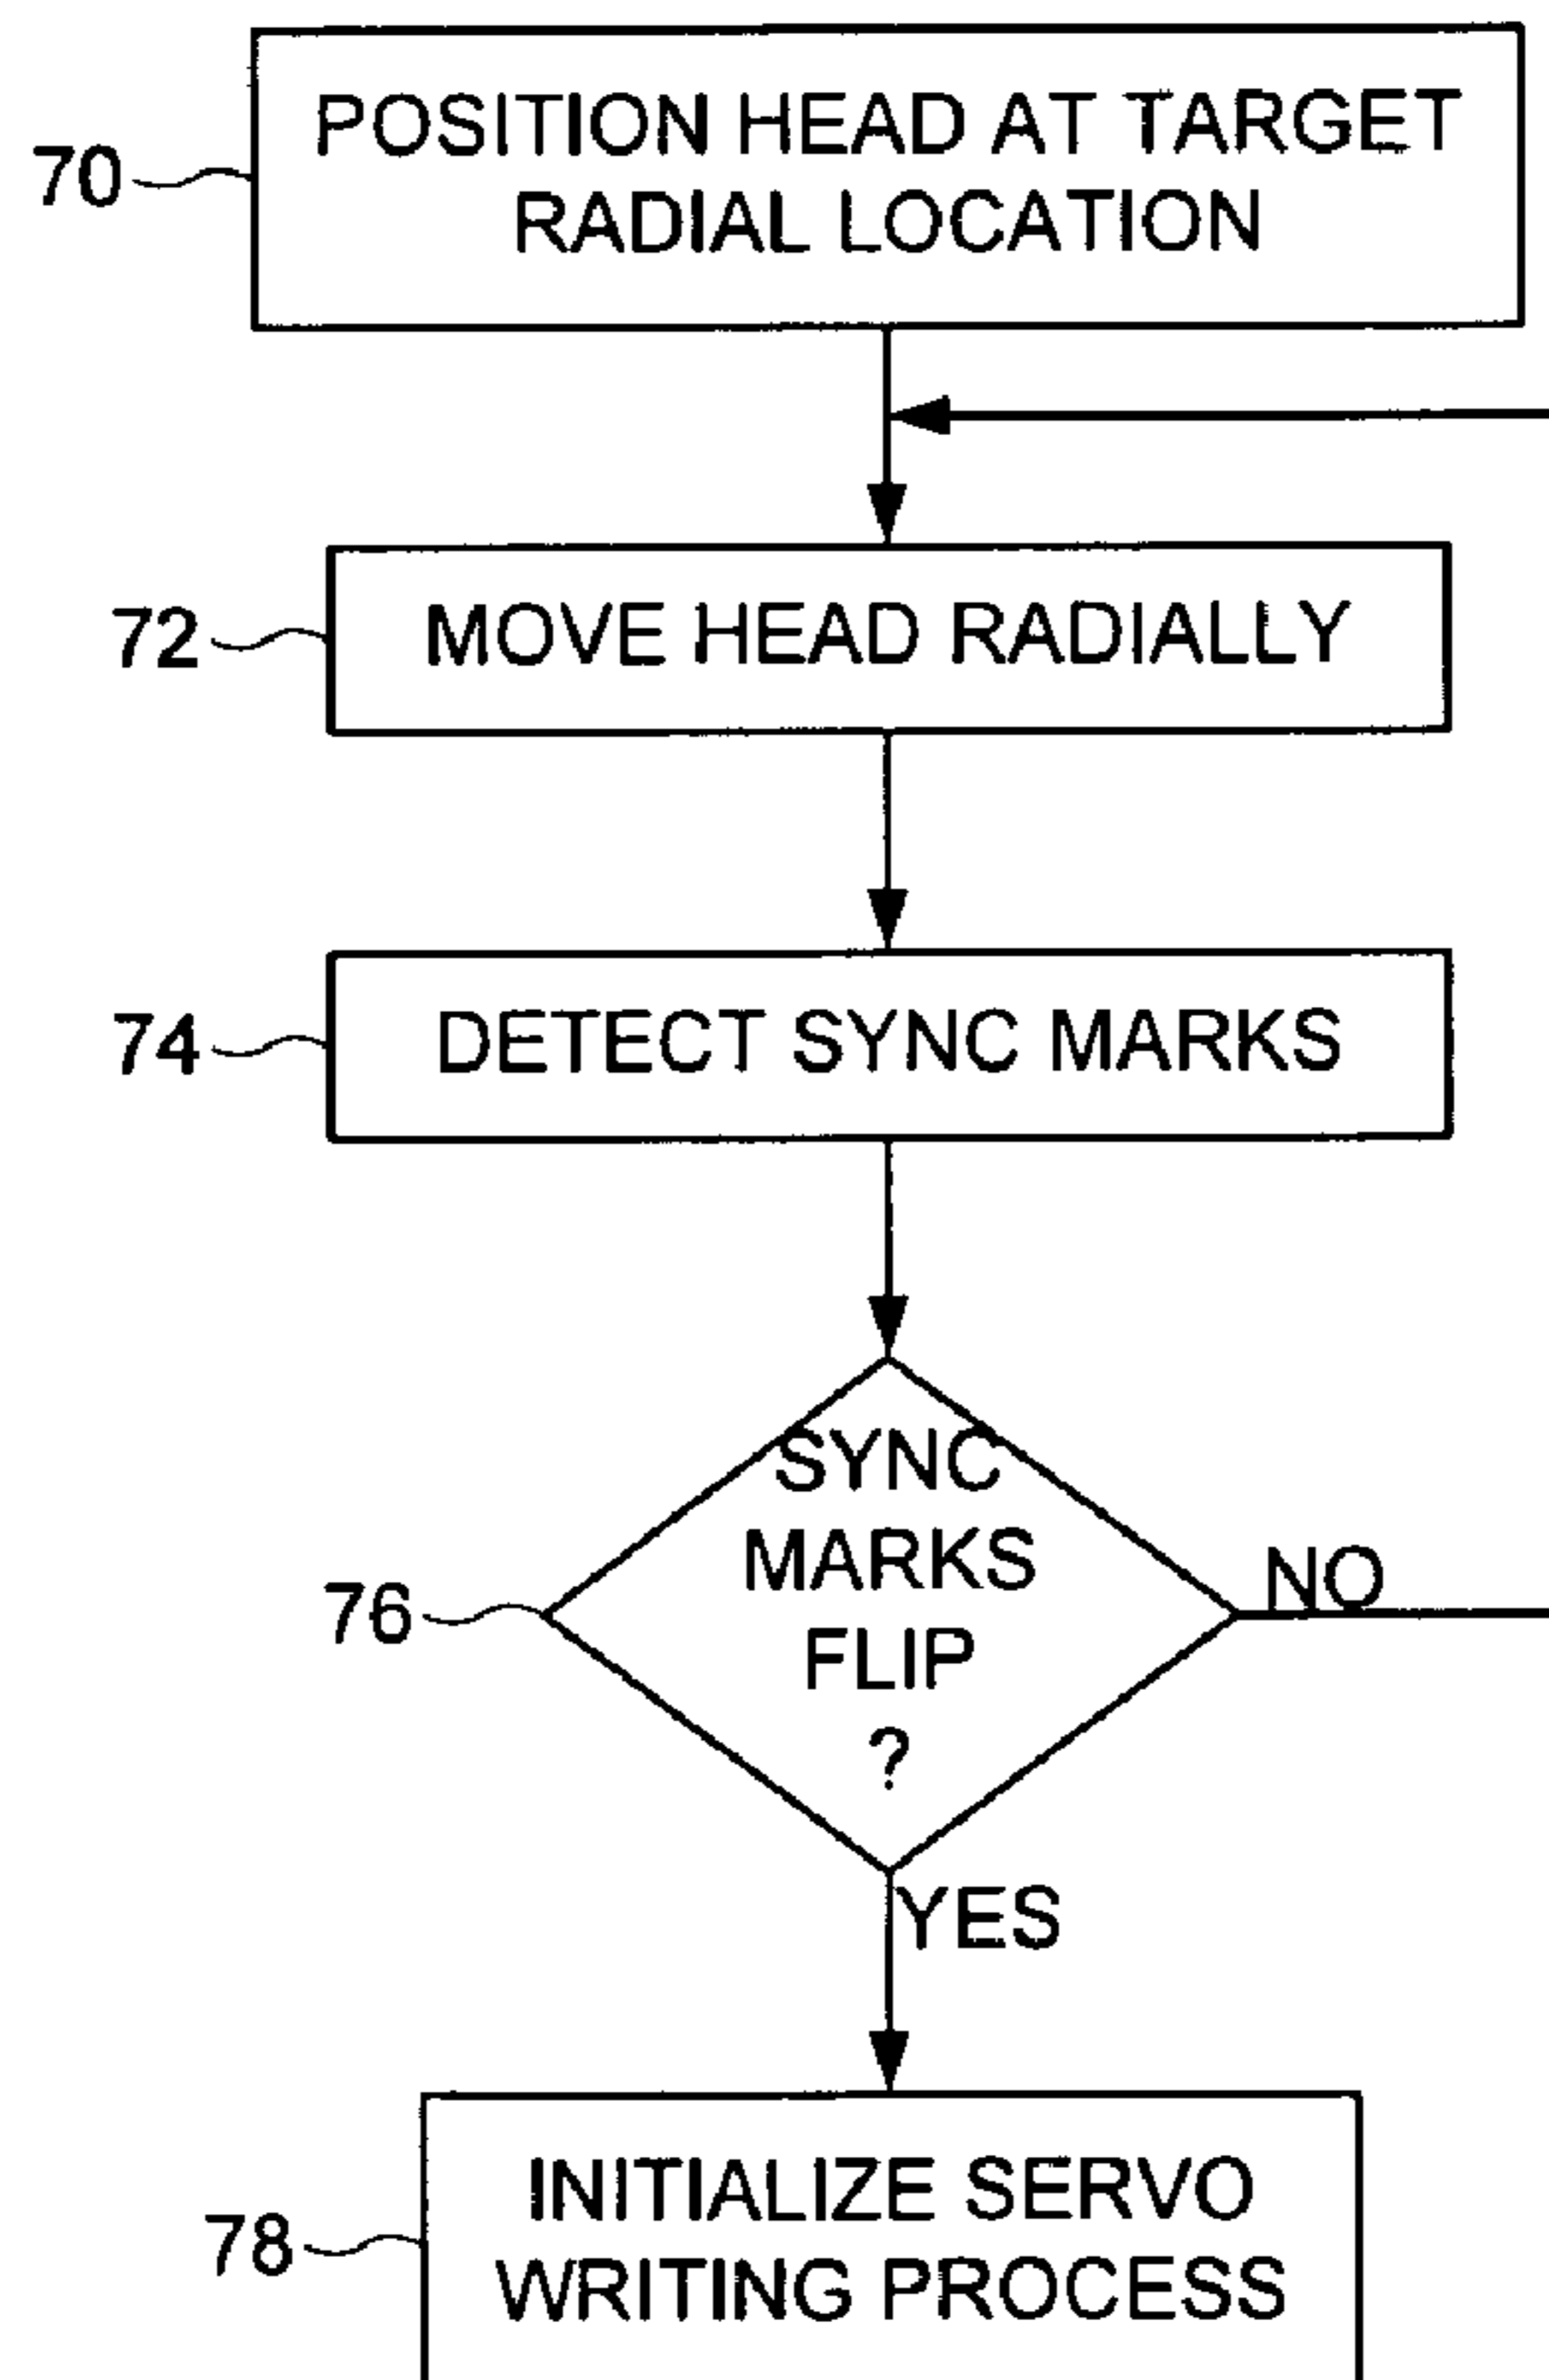 POSITION HEAD AT TARGET
RADIAL LOCATION
70
MOVE HEAD RADIALLY
72
DETECT SYNC MARKS
74
SYNC
MARKS
FLIP
?
76
NO
YES
INITIALIZE SERVO
WRITING PROCESS
78